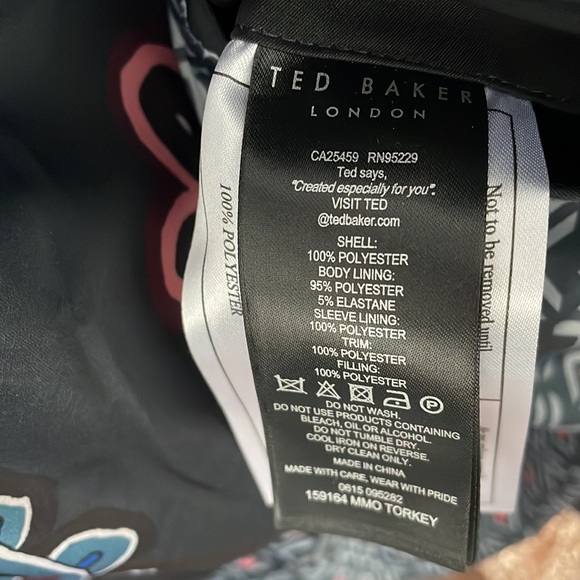 TED BAKER
LONDON
CA25459 RN95229
Ted says,
"Created especially for you".
VISIT TED
@tedbaker.com
SHELL:
100% POLYESTER
BODY LINING:
95% POLYESTER
5% ELASTANE
SLEEVE LINING:
100% POLYESTER
TRIM:
100% POLYESTER
FILLING:
100% POLYESTER
P
DO NOT WASH.
DO NOT USE PRODUCTS CONTAINING
BLEACH, OIL OR ALCOHOL.
DO NOT TUMBLE DRY.
COOL IRON ON REVERSE.
DRY CLEAN ONLY.
MADE IN CHINA
MADE WITH CARE, WEAR WITH PRIDE
0615 095282
159164 MMO TORKEY
100% POLYESTER
Not to be removed until